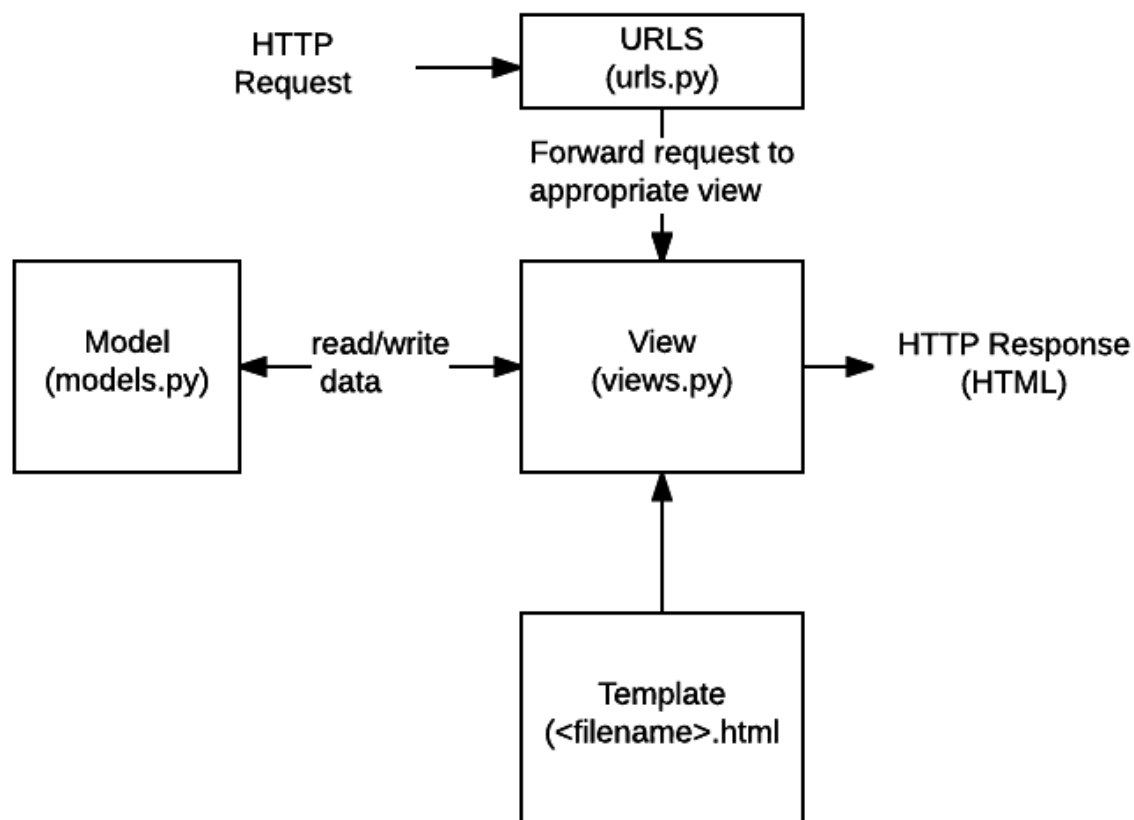 HTTP
Request
URLS
(urls.py)
Forward request to
appropriate view
Model
(models.py)
read/write
data
View
(views.py)
HTTP Response
(HTML)
Template
(<filename>.html